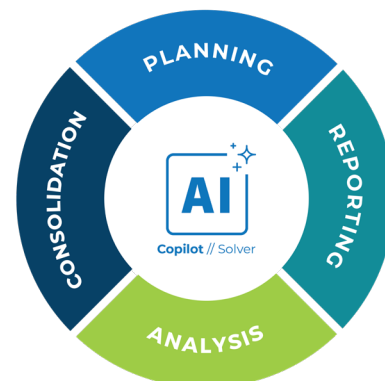 PLANNING
CONSOLIDATION
REPORTING
AI
Copilot // Solver
ANALYSIS